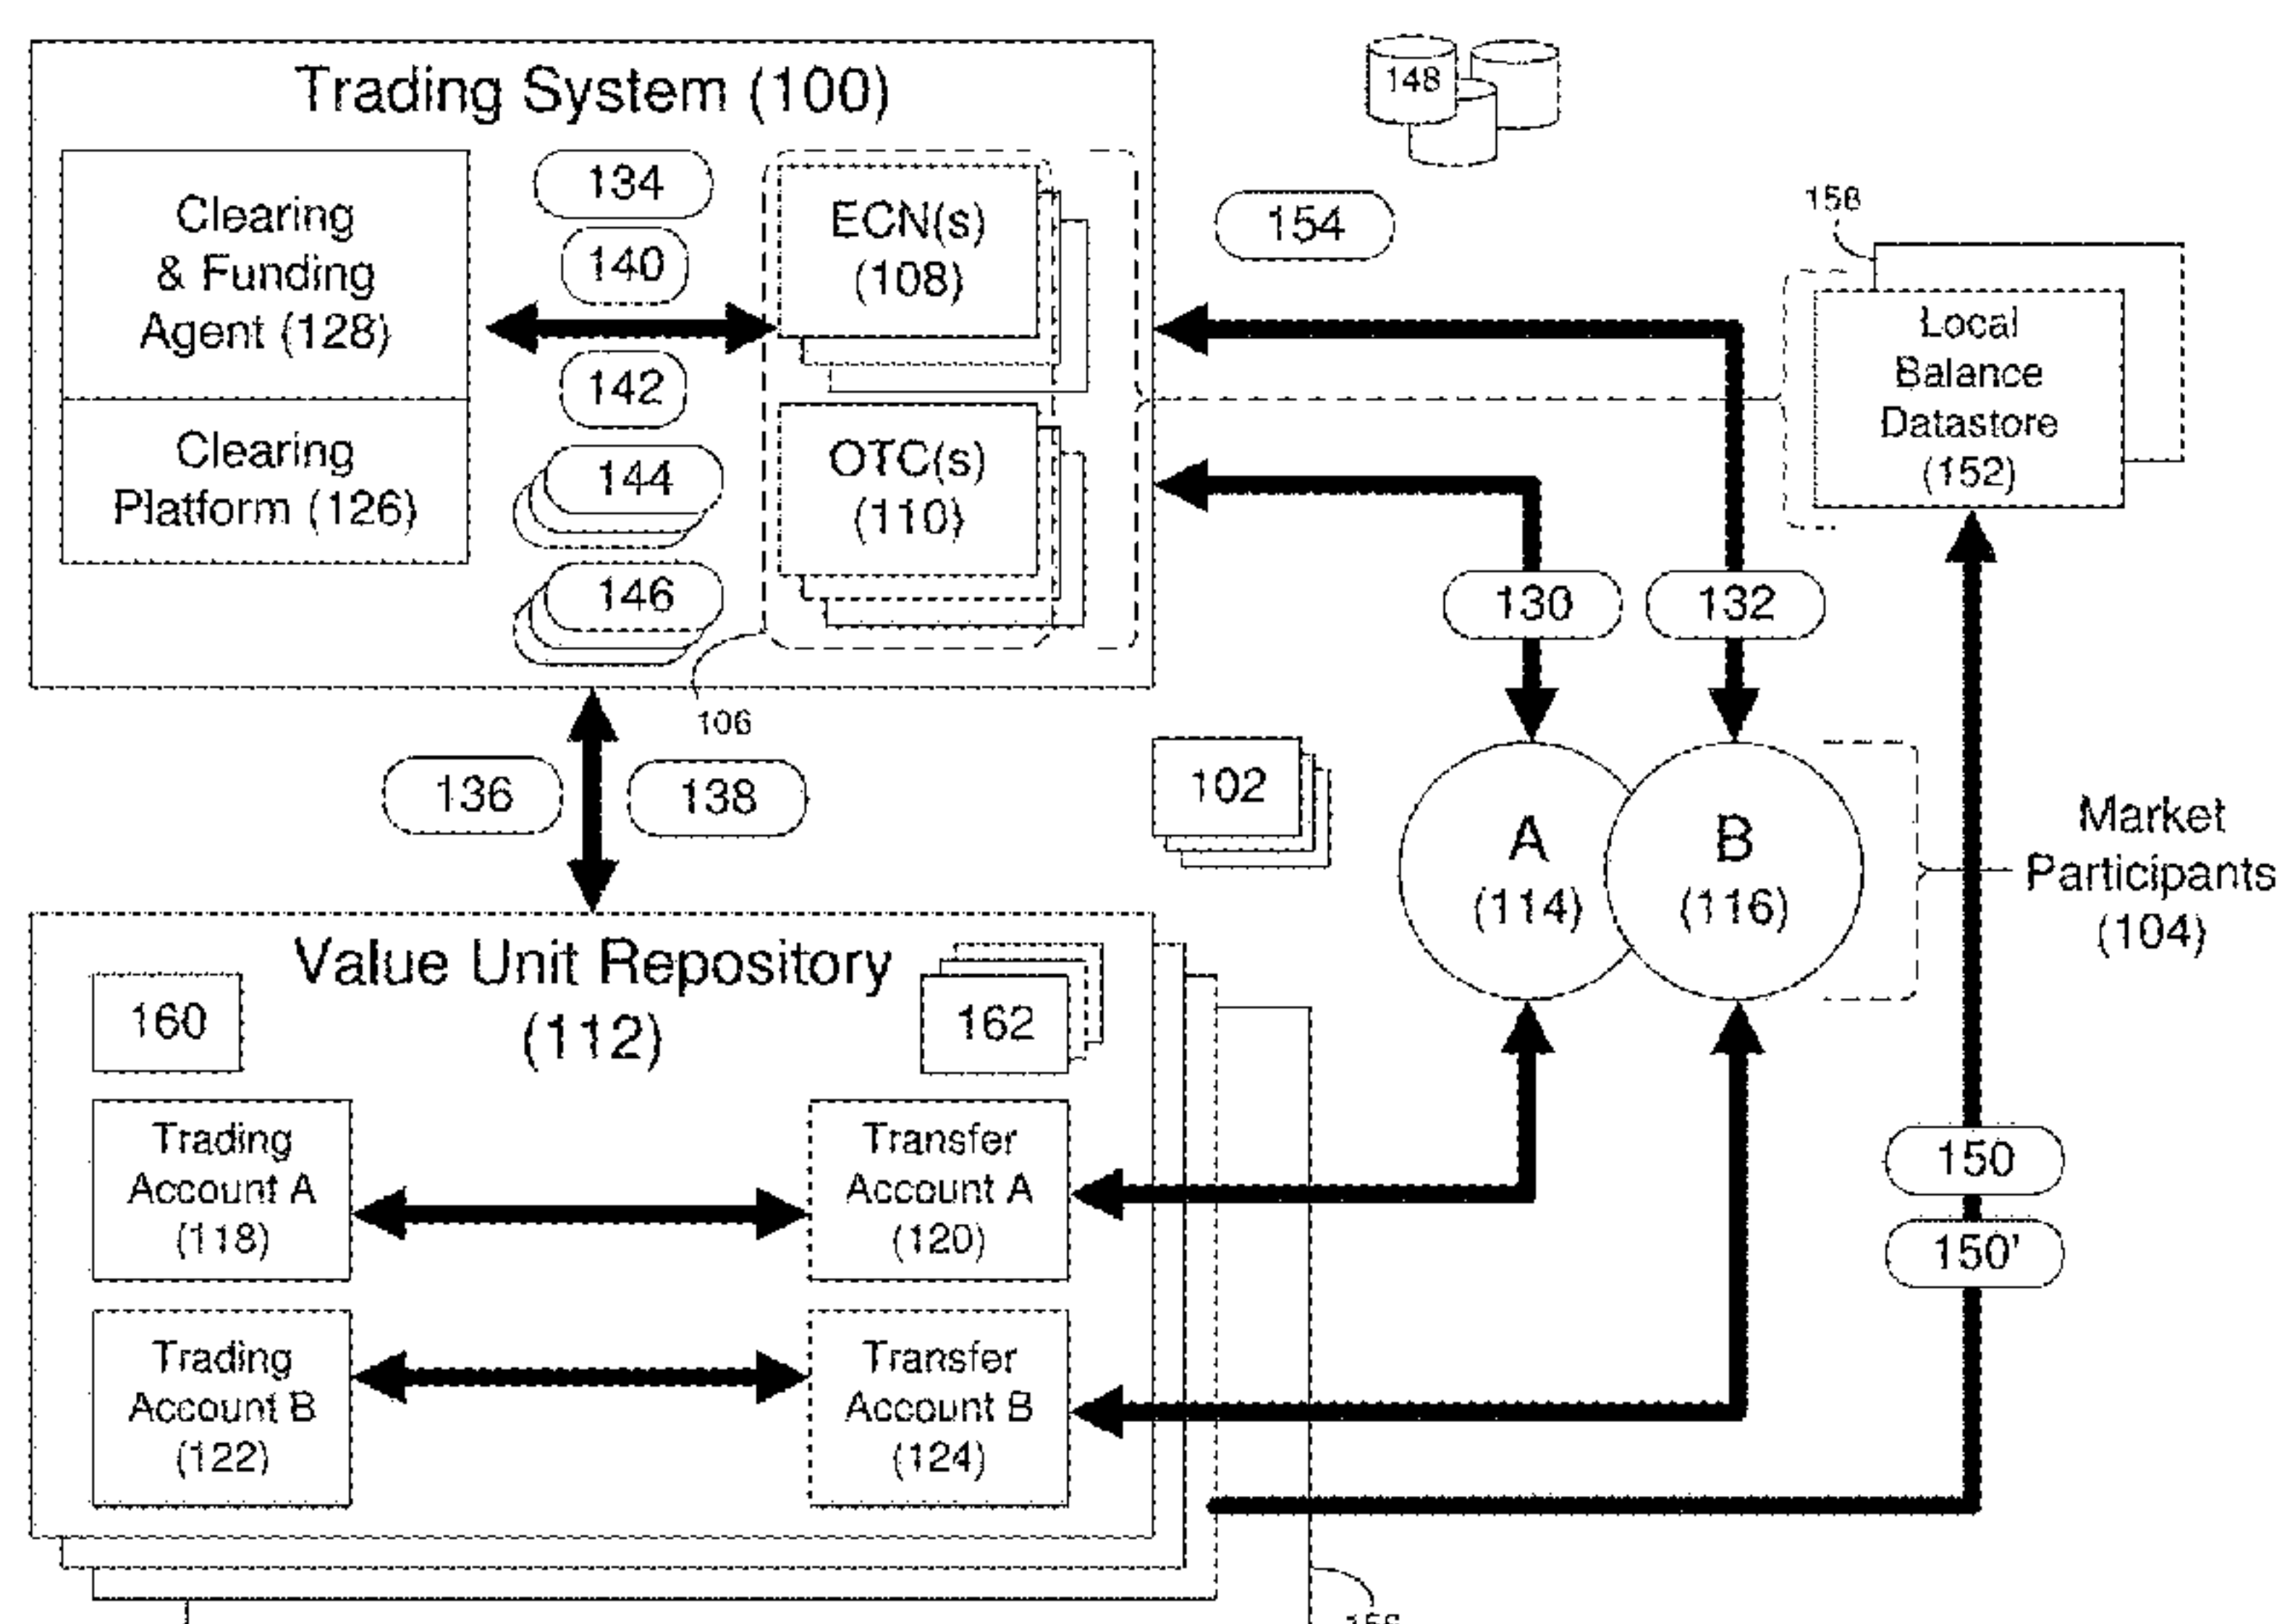 Trading System (100)
148
Clearing
& Funding
Agent (128)
134
140
ECN(s)
(108)
154
158
Local
Balance
Datastore
(152)
142
Clearing
Platform (126)
144
OTC(s)
(110)
146
130
132
106
136
138
102
A
(114)
B
(116)
Market
Participants
(104)
Value Unit Repository
(112)
160
162
Trading
Account A
(118)
Transfer
Account A
(120)
150
150'
Trading
Account B
(122)
Transfer
Account B
(124)